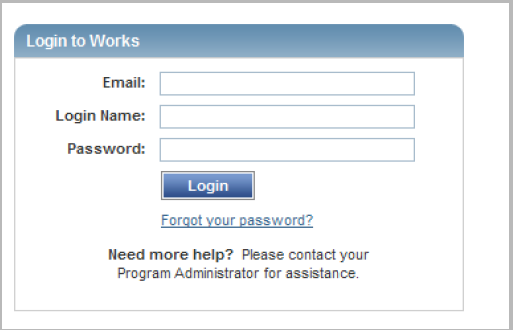 Login to Works
Email:
Login Name:
Password:
Login
Forgot your password?
Need more help? Please contact your
Program Administrator for assistance.